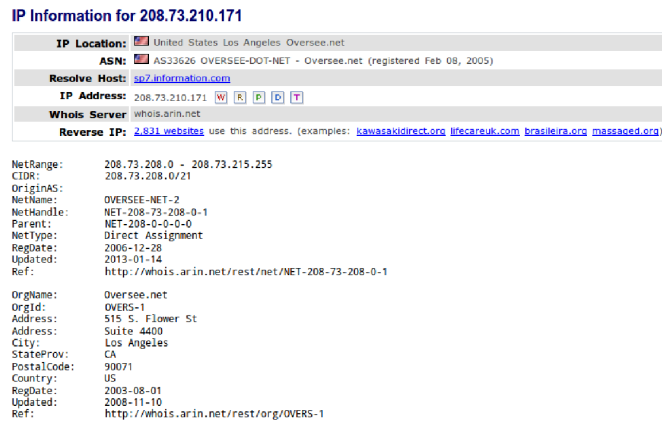 IP Information for 208.73.210.171
IP Location: United States Los Angeles Oversee.net
ASN: AS33626 OVERSEE-DOT-NET - Oversee.net (registered Feb 08, 2005)
Resolve Host: sp7.information.com
IP Address: 208.73.210.171 W R P D T
Whois Server whois.arin.net
Reverse IP: 2,831 websites use this address. (examples: kawasakidirect.org lifecareuk.com brasileira.org massaged.org)
NetRange: 208.73.208.0 - 208.73.215.255
CIDR: 208.73.208.0/21
OriginAS:
NetName: OVERSEE-NET-2
NetHandle: NET-208-73-208-0-1
Parent: NET-208-0-0-0-0
NetType: Direct Assignment
RegDate: 2006-12-28
Updated: 2013-01-14
Ref: http://whois.arin.net/rest/net/NET-208-73-208-0-1
OrgName: Oversee.net
OrgId: OVERS-1
Address: 515 S. Flower St
Address: Suite 4400
City: Los Angeles
StateProv: CA
PostalCode: 90071
Country: US
RegDate: 2003-08-01
Updated: 2008-11-10
Ref: http://whois.arin.net/rest/org/OVERS-1